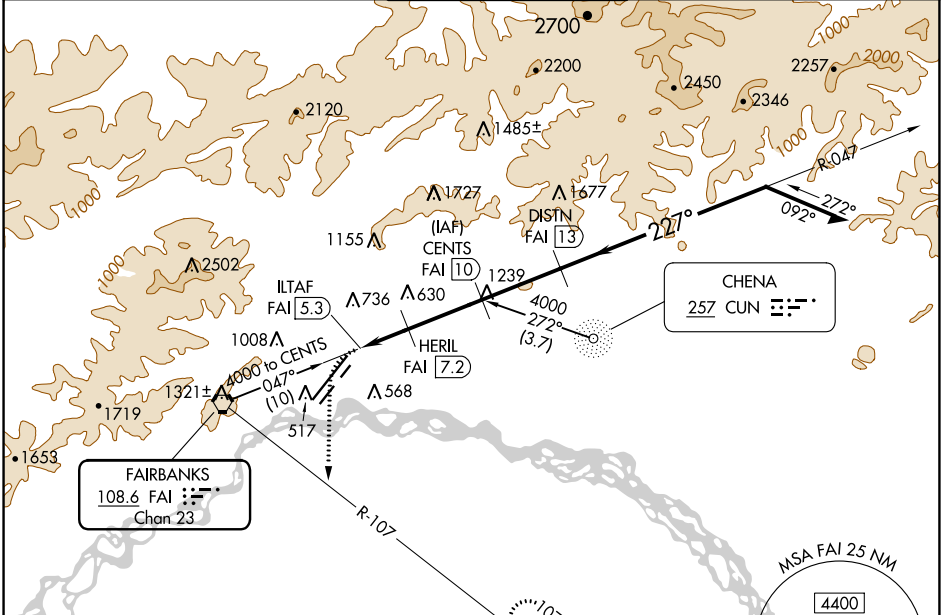 2700
1000
2200
2257
2000
2450
2346
2120
1485±
1000
R-047
1727
1677
272°
092°
1000
(IAF)
CENTS
FAI 10
DISTN
FAI 13
227°
1155
1000
2502
1239
CHENA
257 CUN
ILTAF
FAI 5.3
736
630
4000
272°
(3.7)
1008
HERIL
FAI 7.2
4000 to CENTS
047°
(10)
1321±
568
1719
517
1653
FAIRBANKS
108.6 FAI
Chan 23
R-107
MSA FAI 25 NM
4400